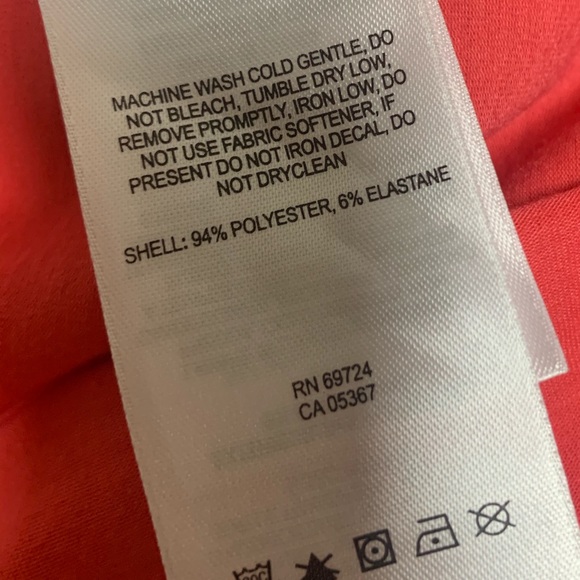 MACHINE WASH COLD GENTLE, DO
NOT BLEACH, TUMBLE DRY LOW,
REMOVE PROMPTLY, IRON LOW, DO
NOT USE FABRIC SOFTENER, IF
PRESENT DO NOT IRON DECAL, DO
NOT DRYCLEAN
SHELL: 94% POLYESTER, 6% ELASTANE
RN 69724
CA 05367